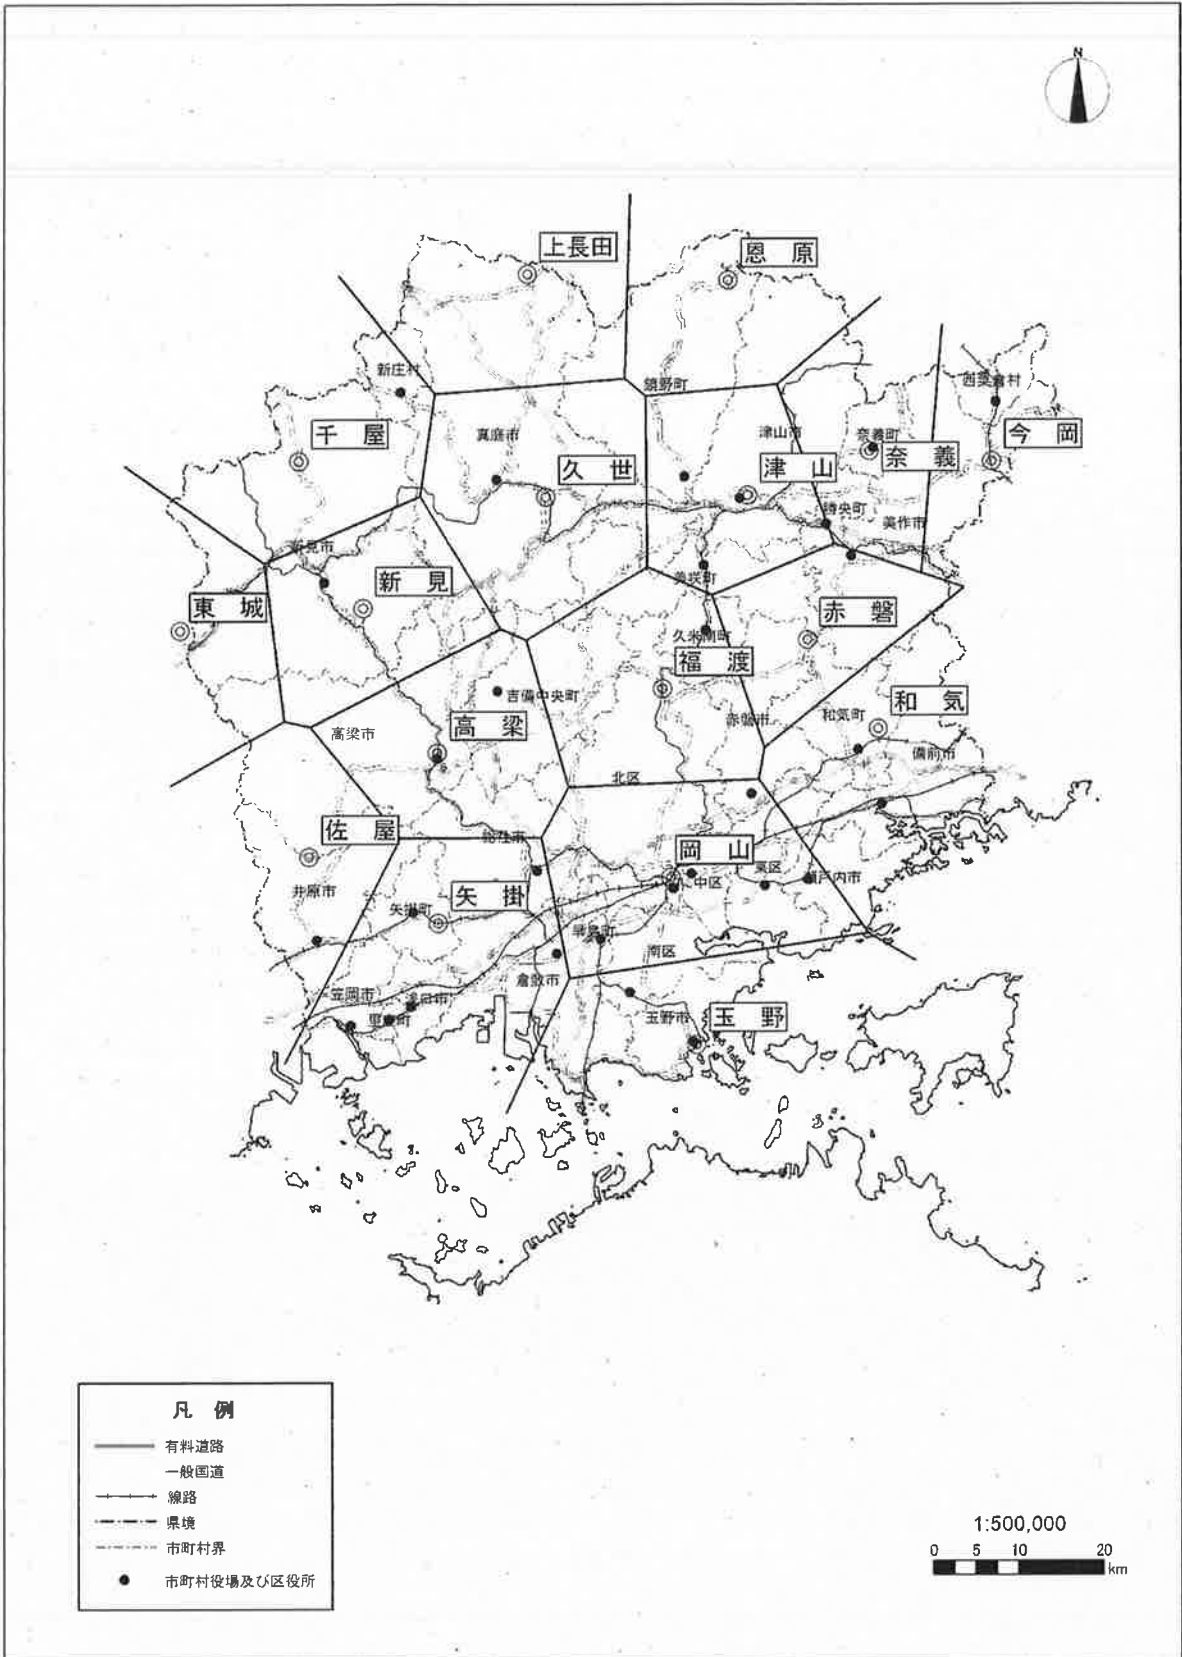 N
上長田
恩原
新庄村
鏡野町
西粟倉村
千屋
真庭市
久世
津山市
津山
奈義町
奈義
今岡
勝央町
美作市
新見市
新見
美咲町
東城
赤磐
久米南町
福渡
吉備中央町
高梁市
高梁
赤磐市
和気町
和気
備前市
北区
佐屋
総社市
岡山
中区
東区
瀬戸内市
井原市
矢掛町
矢掛
早島町
南区
倉敷市
笠岡市
浅口市
里庄町
玉野市
玉野
凡例
有料道路
一般国道
線路
県境
市町村界
市町村役場及び区役所
1:500,000
0 5 10 20
km